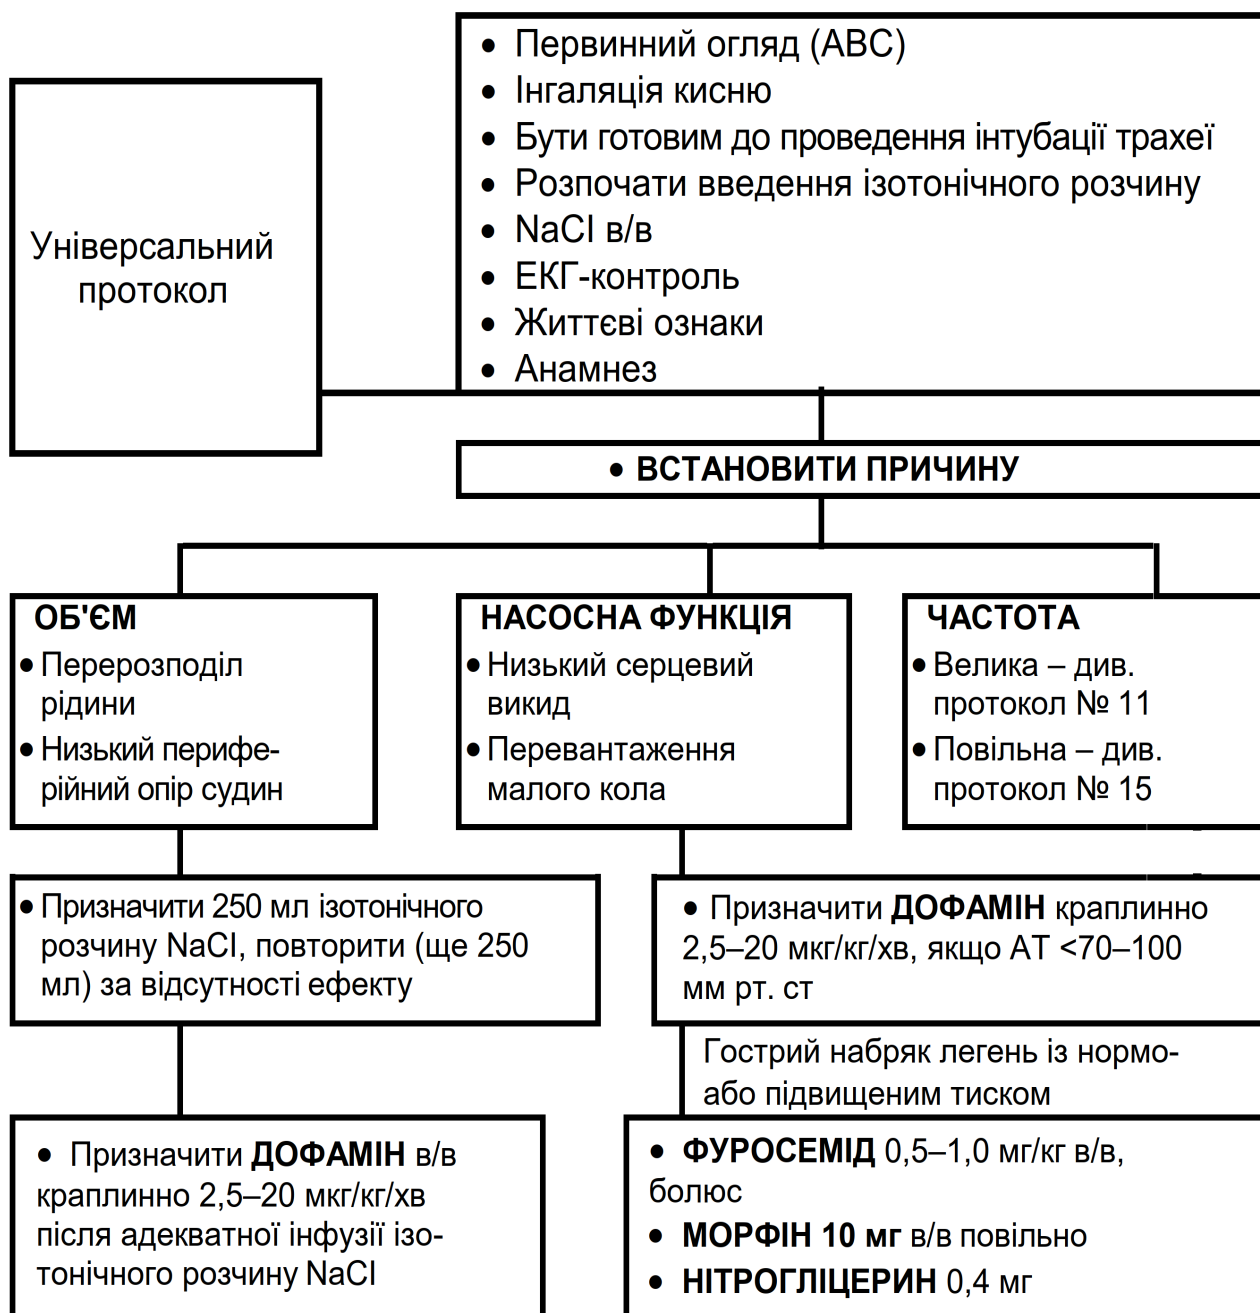 Універсальний
протокол
• Первинний огляд (АВС)
• Інгаляція кисню
• Бути готовим до проведення інтубації трахеї
• Розпочати введення ізотонічного розчину
• NaCI в/в
• ЕКГ-контроль
• Життєві ознаки
• Анамнез
• ВСТАНОВИТИ ПРИЧИНУ
ОБ'ЄМ
• Перерозподіл
рідини
• Низький перифе-
рійний опір судин
НАСОСНА ФУНКЦІЯ
• Низький серцевий
викид
• Перевантаження
малого кола
ЧАСТОТА
• Велика – див.
протокол № 11
• Повільна – див.
протокол № 15
• Призначити 250 мл ізотонічного
розчину NaCI, повторити (ще 250
мл) за відсутності ефекту
• Призначити ДОФАМІН краплинно
2,5–20 мкг/кг/хв, якщо АТ <70–100
мм рт. ст
Гострий набряк легень із нормо-
або підвищеним тиском
• Призначити ДОФАМІН в/в
краплинно 2,5–20 мкг/кг/хв
після адекватної інфузії ізо-
тонічного розчину NaCI
• ФУРОСЕМІД 0,5–1,0 мг/кг в/в,
болюс
• МОРФІН 10 мг в/в повільно
• НІТРОГЛІЦЕРИН 0,4 мг